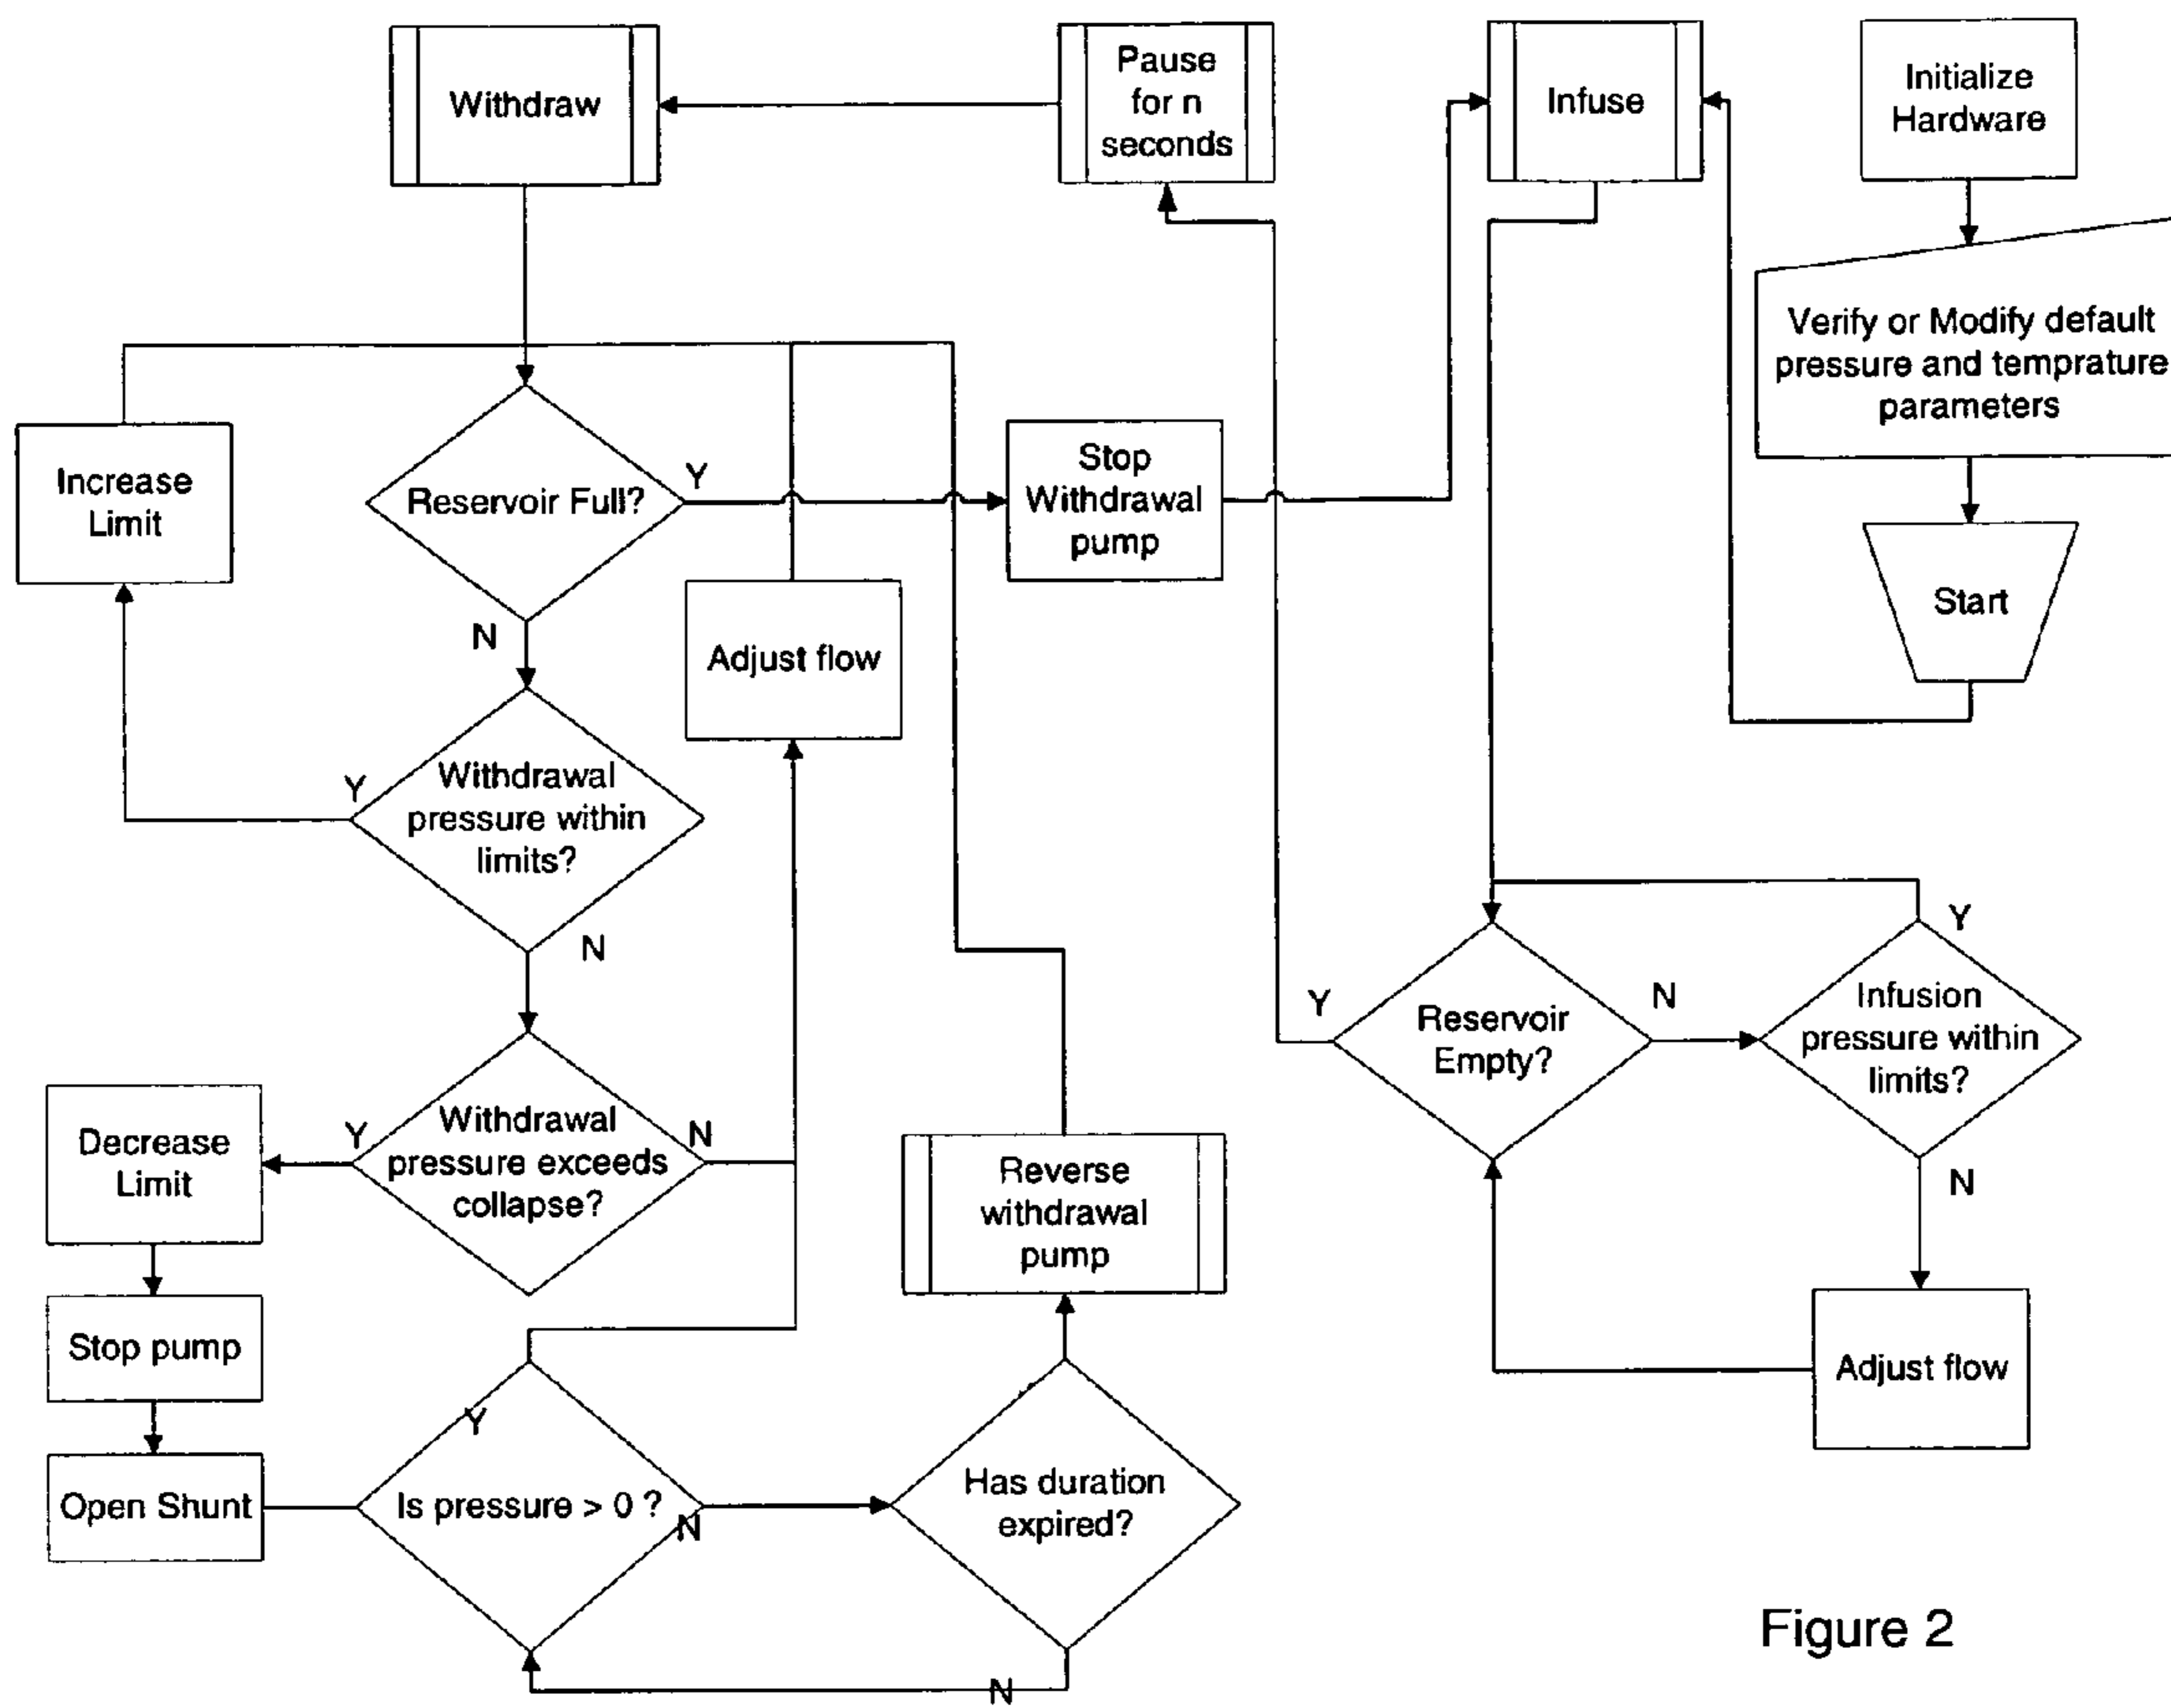 Withdraw
Pause
for n
seconds
Infuse
Initialize
Hardware
Verify or Modify default
pressure and temprature
parameters
Start
Increase
Limit
Reservoir Full?
Y
N
Stop
Withdrawal
pump
Adjust flow
Withdrawal
pressure within
limits?
Y
N
Withdrawal
pressure exceeds
collapse?
Y
N
Decrease
Limit
Stop pump
Open Shunt
Is pressure > 0 ?
Y
N
Has duration
expired?
N
Reverse
withdrawal
pump
Reservoir
Empty?
Y
N
Infusion
pressure within
limits?
Y
N
Adjust flow
Figure 2